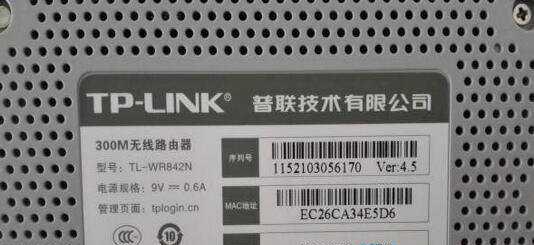 TP-LINK® 普联技术有限公司
300M无线路由器
型号: TL-WR842N
电源规格: 9V ⎓ 0.6A
管理页面: tplogin.cn
序列号
1152103056170 Ver:4.5
MAC地址
EC26CA34E5D6
CCC
10